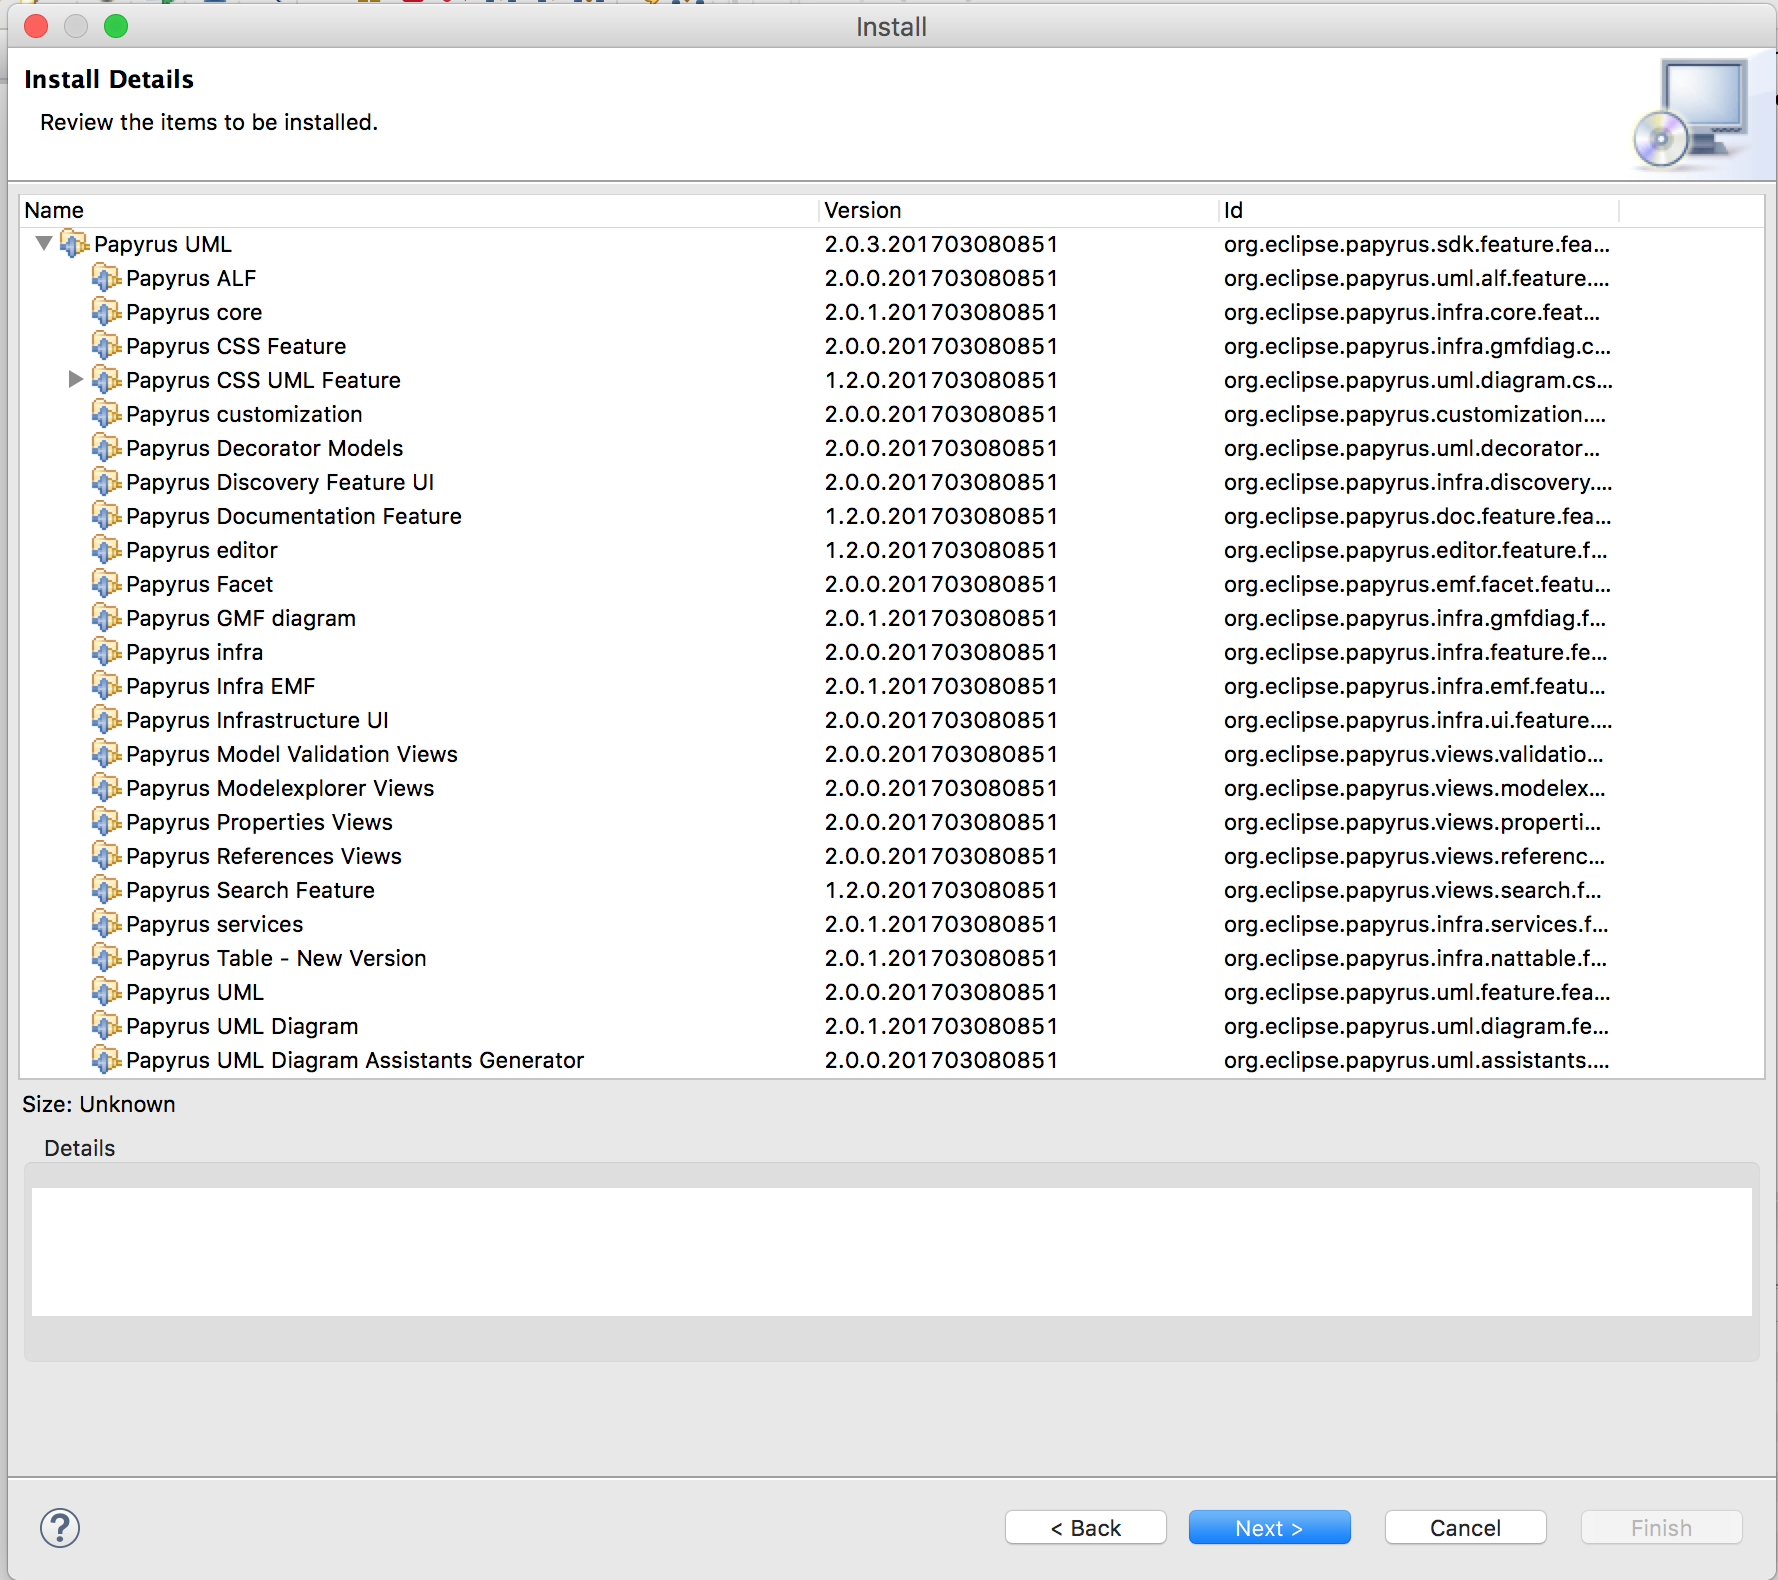 Install
Install Details
Review the items to be installed.
Name Version Id
Papyrus UML 2.0.3.201703080851 org.eclipse.papyrus.sdk.feature.fea...
Papyrus ALF 2.0.0.201703080851 org.eclipse.papyrus.uml.alf.feature....
Papyrus core 2.0.1.201703080851 org.eclipse.papyrus.infra.core.feat...
Papyrus CSS Feature 2.0.0.201703080851 org.eclipse.papyrus.infra.gmfdiag.c...
Papyrus CSS UML Feature 1.2.0.201703080851 org.eclipse.papyrus.uml.diagram.cs...
Papyrus customization 2.0.0.201703080851 org.eclipse.papyrus.customization....
Papyrus Decorator Models 2.0.0.201703080851 org.eclipse.papyrus.uml.decorator...
Papyrus Discovery Feature UI 2.0.0.201703080851 org.eclipse.papyrus.infra.discovery....
Papyrus Documentation Feature 1.2.0.201703080851 org.eclipse.papyrus.doc.feature.fea...
Papyrus editor 1.2.0.201703080851 org.eclipse.papyrus.editor.feature.f...
Papyrus Facet 2.0.0.201703080851 org.eclipse.papyrus.emf.facet.featu...
Papyrus GMF diagram 2.0.1.201703080851 org.eclipse.papyrus.infra.gmfdiag.f...
Papyrus infra 2.0.0.201703080851 org.eclipse.papyrus.infra.feature.fe...
Papyrus Infra EMF 2.0.1.201703080851 org.eclipse.papyrus.infra.emf.featu...
Papyrus Infrastructure UI 2.0.0.201703080851 org.eclipse.papyrus.infra.ui.feature....
Papyrus Model Validation Views 2.0.0.201703080851 org.eclipse.papyrus.views.validatio...
Papyrus Modelexplorer Views 2.0.0.201703080851 org.eclipse.papyrus.views.modelex...
Papyrus Properties Views 2.0.0.201703080851 org.eclipse.papyrus.views.properti...
Papyrus References Views 2.0.0.201703080851 org.eclipse.papyrus.views.referenc...
Papyrus Search Feature 1.2.0.201703080851 org.eclipse.papyrus.views.search.f...
Papyrus services 2.0.1.201703080851 org.eclipse.papyrus.infra.services.f...
Papyrus Table - New Version 2.0.1.201703080851 org.eclipse.papyrus.infra.nattable.f...
Papyrus UML 2.0.0.201703080851 org.eclipse.papyrus.uml.feature.fea...
Papyrus UML Diagram 2.0.1.201703080851 org.eclipse.papyrus.uml.diagram.fe...
Papyrus UML Diagram Assistants Generator 2.0.0.201703080851 org.eclipse.papyrus.uml.assistants....
Size: Unknown
Details
? < Back Next > Cancel Finish